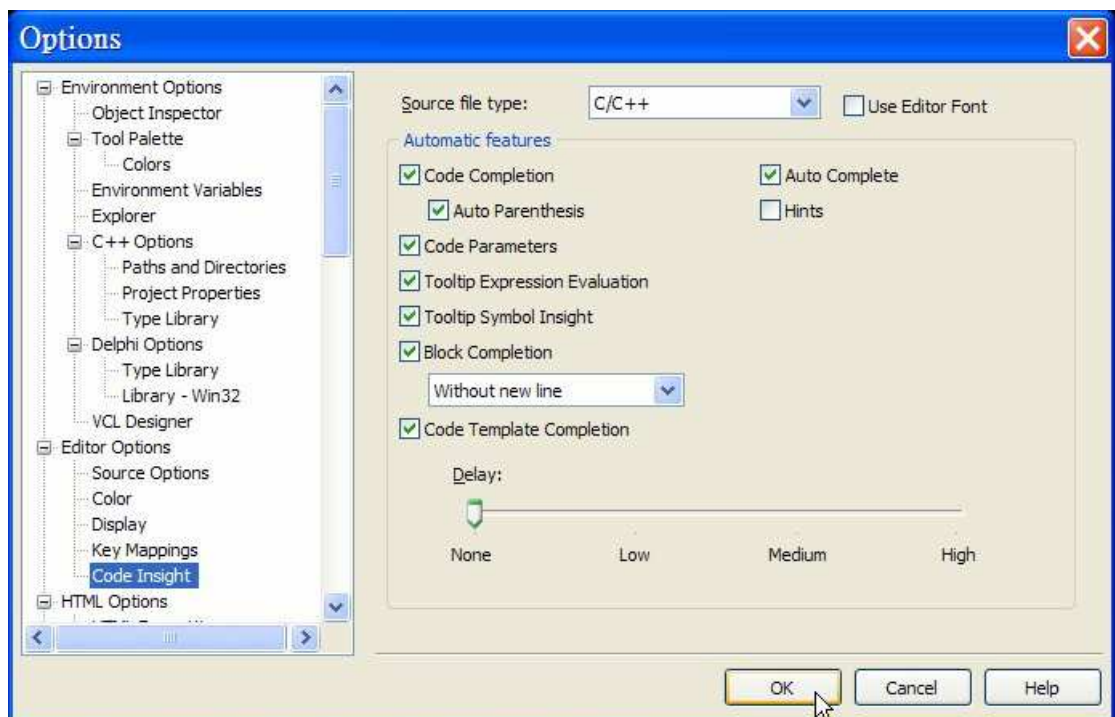 Options
Environment Options
Object Inspector
Tool Palette
Colors
Environment Variables
Explorer
C++ Options
Paths and Directories
Project Properties
Type Library
Delphi Options
Type Library
Library - Win32
VCL Designer
Editor Options
Source Options
Color
Display
Key Mappings
Code Insight
HTML Options
Source file type: C/C++ Use Editor Font
Automatic features
Code Completion Auto Complete
Auto Parenthesis Hints
Code Parameters
Tooltip Expression Evaluation
Tooltip Symbol Insight
Block Completion
Without new line
Code Template Completion
Delay:
None Low Medium High
OK Cancel Help